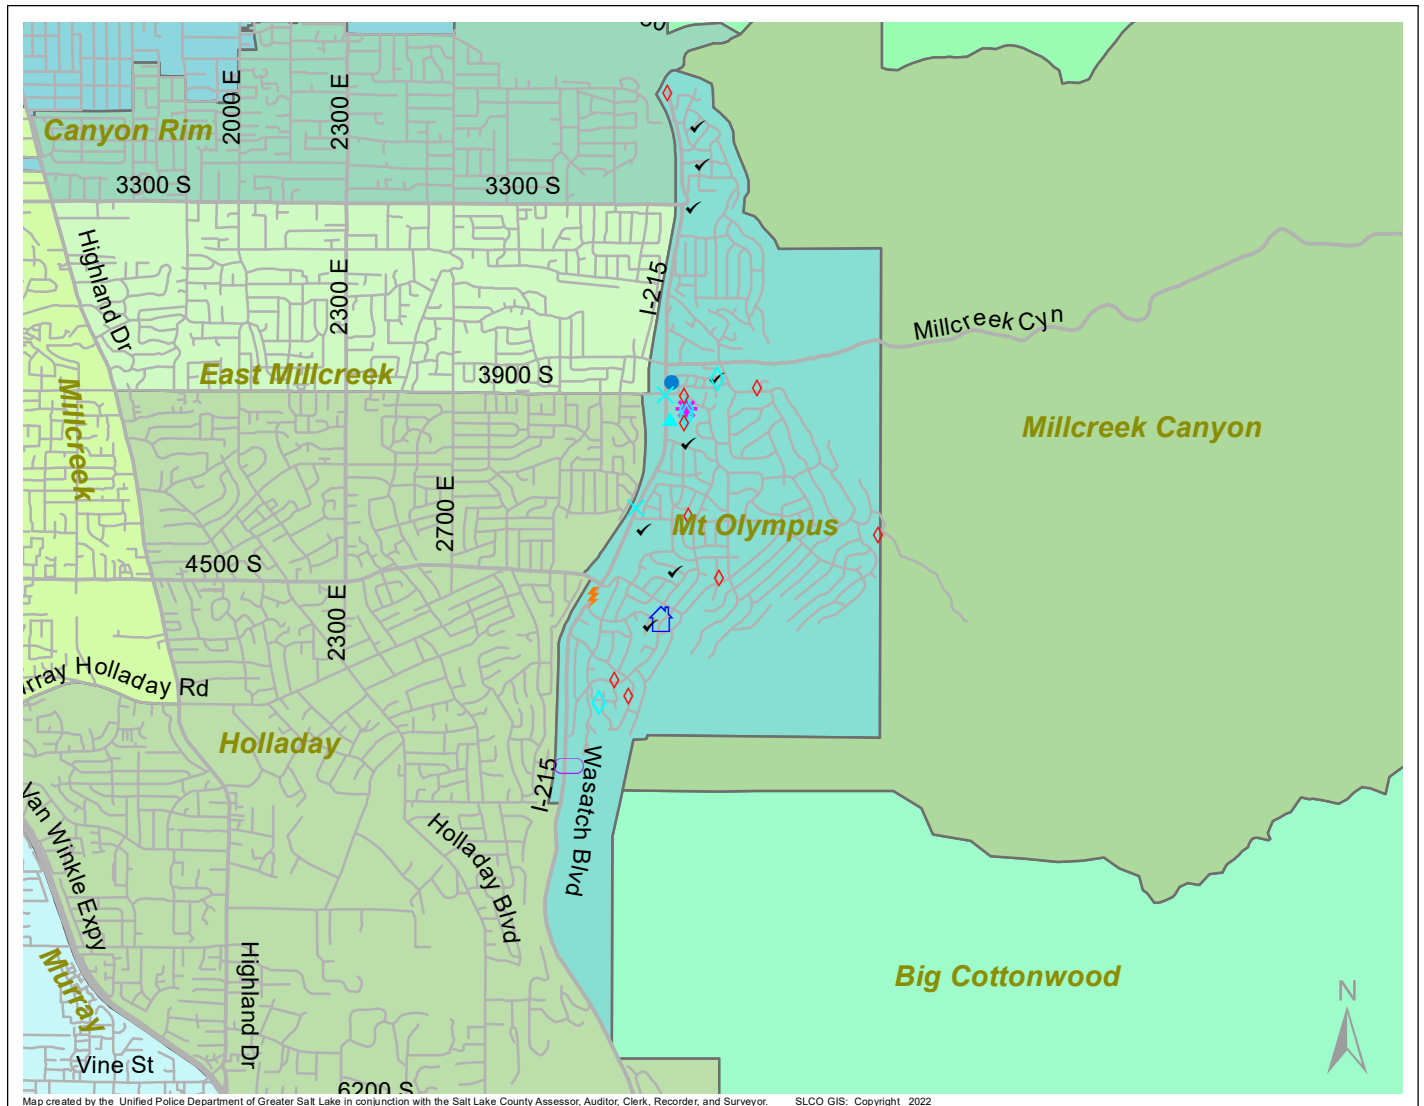 Canyon Rim
2000 E
2300 E
3300 S
3300 S
Highland Dr
2300 E
I-215
Millcreek Cyn
East Millcreek
3900 S
Millcreek
Millcreek Canyon
2700 E
Mt Olympus
4500 S
2300 E
Holladay Rd
Holladay
I-215
Wasatch Blvd
Van Winkle Expy
Holladay Blvd
Highland Dr
Murray
Big Cottonwood
N
Vine St
6200 S
Map created by the Unified Police Department of Greater Salt Lake in conjunction with the Salt Lake County Assessor, Auditor, Clerk, Recorder, and Surveyor. SLCO GIS: Copyright 2022